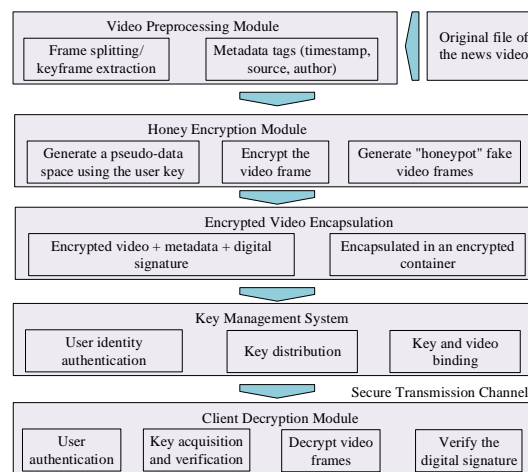 Video Preprocessing Module
Frame splitting/
keyframe extraction
Metadata tags (timestamp,
source, author)
Original file of
the news video
Honey Encryption Module
Generate a pseudo-data
space using the user key
Encrypt the
video frame
Generate "honeypot" fake
video frames
Encrypted Video Encapsulation
Encrypted video + metadata + digital
signature
Encapsulated in an encrypted
container
Key Management System
User identity
authentication
Key distribution
Key and video
binding
Secure Transmission Channel
Client Decryption Module
User
authentication
Key acquisition
and verification
Decrypt video
frames
Verify the
digital signature